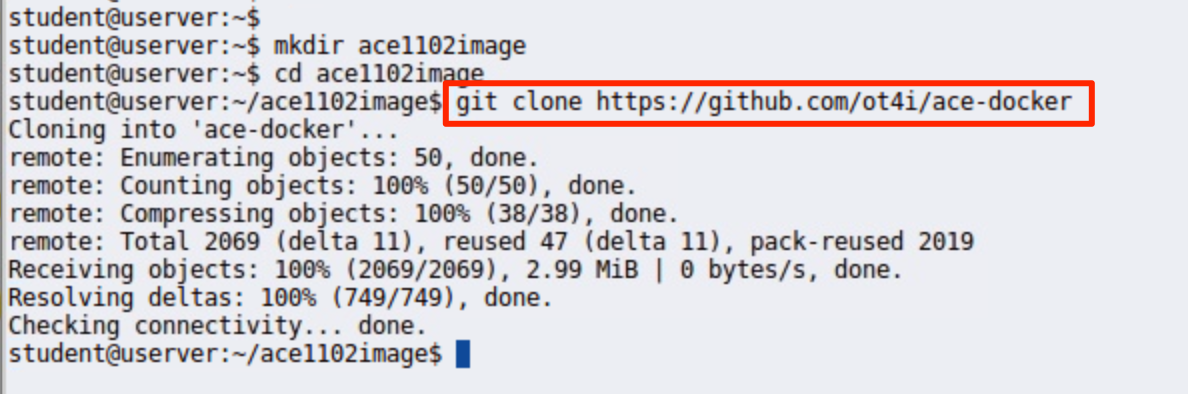 student@userver:~$
student@userver:~$ mkdir ace1102image
student@userver:~$ cd ace1102image
student@userver:~/ace1102image$ git clone https://github.com/ot4i/ace-docker
Cloning into 'ace-docker'...
remote: Enumerating objects: 50, done.
remote: Counting objects: 100% (50/50), done.
remote: Compressing objects: 100% (38/38), done.
remote: Total 2069 (delta 11), reused 47 (delta 11), pack-reused 2019
Receiving objects: 100% (2069/2069), 2.99 MiB | 0 bytes/s, done.
Resolving deltas: 100% (749/749), done.
Checking connectivity... done.
student@userver:~/ace1102image$